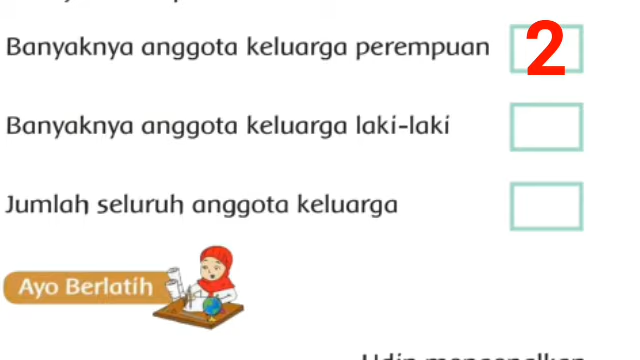 Banyaknya anggota keluarga perempuan 2
Banyaknya anggota keluarga laki-laki
Jumlah seluruh anggota keluarga
Ayo Berlatih